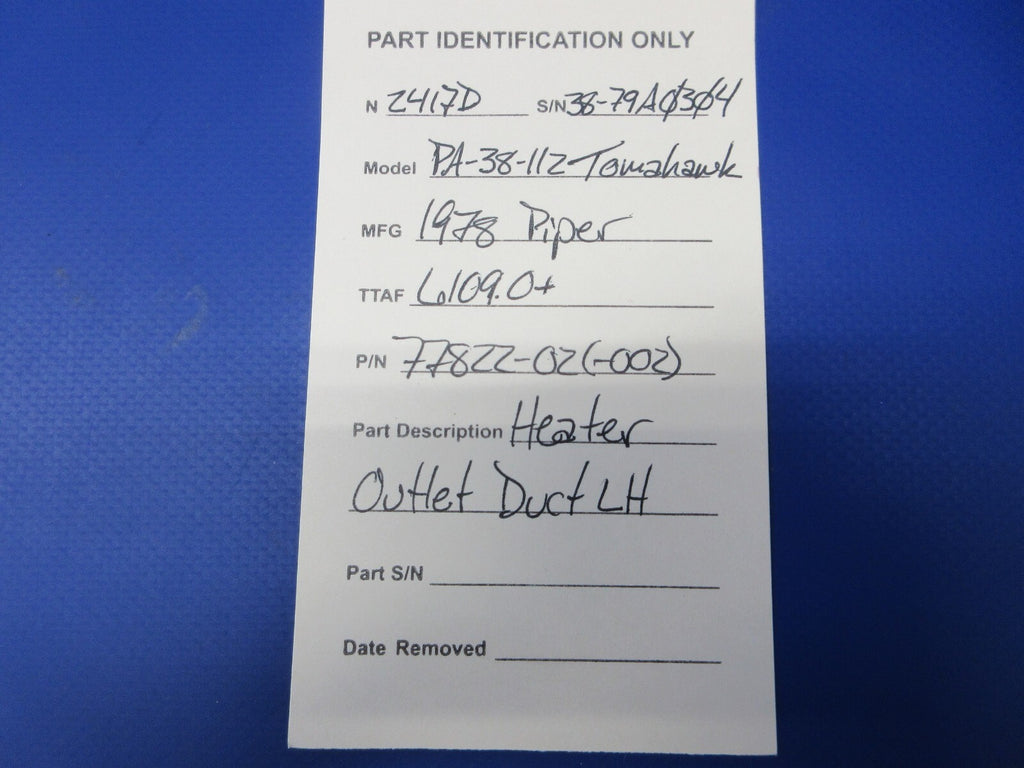 PART IDENTIFICATION ONLY
N 2417D S/N 38-79A0304
Model PA-38-112-Tomahawk
MFG 1978 Piper
TTAF 6109.0+
P/N 77822-02(-002)
Part Description Heater
Outlet Duct LH
Part S/N
Date Removed